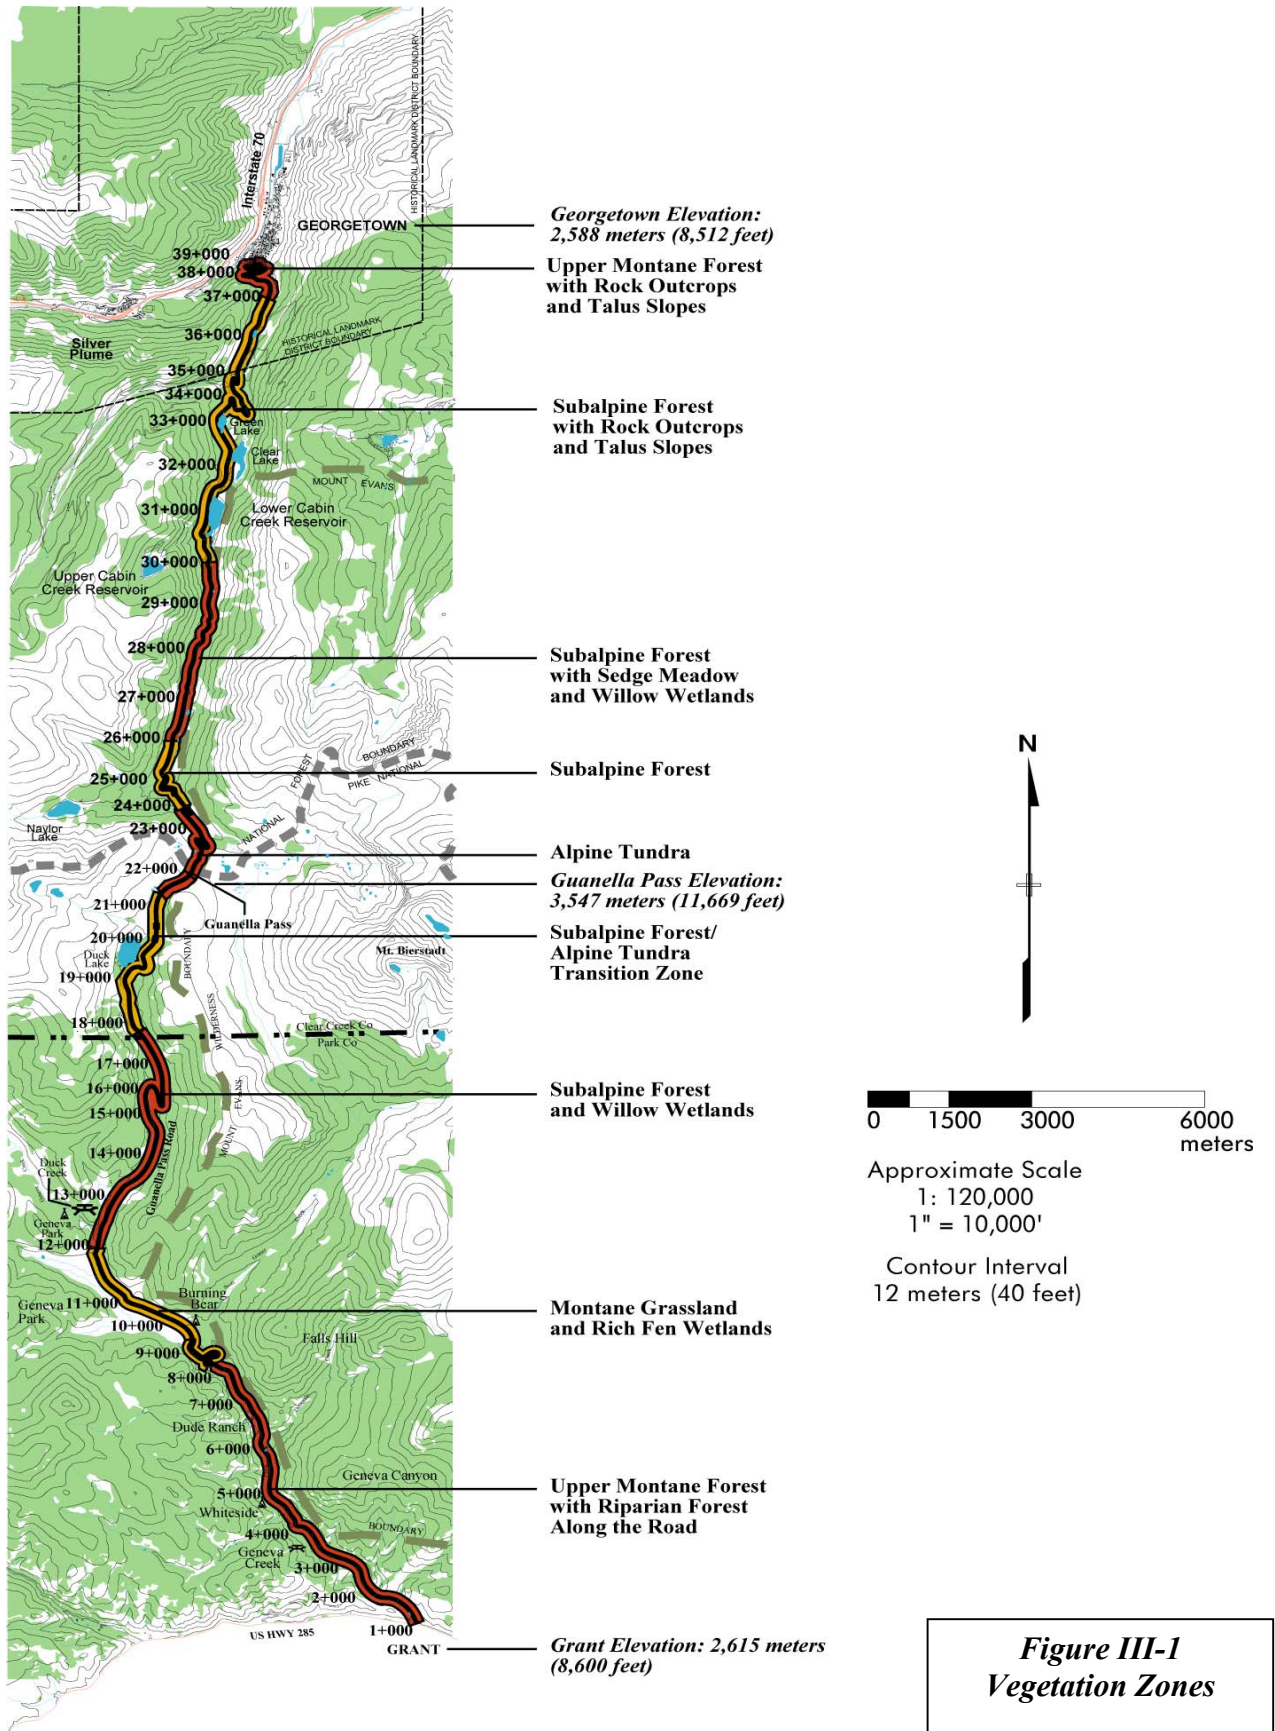 HISTORICAL LANDMARK DISTRICT BOUNDARY
Interstate 70
GEORGETOWN
Georgetown Elevation:
2,588 meters (8,512 feet)
39+000
38+000
Upper Montane Forest
with Rock Outcrops
and Talus Slopes
37+000
36+000
HISTORICAL LANDMARK
DISTRICT BOUNDARY
Silver
Plume
35+000
34+000
33+000
Green
Lake
Subalpine Forest
with Rock Outcrops
and Talus Slopes
Clear
Lake
32+000
MOUNT EVANS
31+000
Lower Cabin
Creek Reservoir
30+000
Upper Cabin
Creek Reservoir
29+000
28+000
Subalpine Forest
with Sedge Meadow
and Willow Wetlands
27+000
26+000
BOUNDARY
FOREST
PIKE NATIONAL
NATIONAL
25+000
Subalpine Forest
24+000
Naylor
Lake
23+000
Alpine Tundra
22+000
Guanella Pass Elevation:
3,547 meters (11,669 feet)
21+000
Guanella Pass
20+000
Subalpine Forest/
Alpine Tundra
Transition Zone
Duck
Lake
Mt. Bierstadt
BOUNDARY
19+000
WILDERNESS
18+000
Clear Creek Co
Park Co
17+000
16+000
15+000
Subalpine Forest
and Willow Wetlands
EVANS
MOUNT
14+000
Guanella Pass Road
Duck
Creek
13+000
Geneva
Park
12+000
Geneva
Park
11+000
Burning
Bear
10+000
Montane Grassland
and Rich Fen Wetlands
Falls Hill
9+000
8+000
7+000
Dude Ranch
6+000
Geneva Canyon
5+000
Upper Montane Forest
with Riparian Forest
Along the Road
Whiteside
4+000
BOUNDARY
Geneva
Creek
3+000
2+000
1+000
US HWY 285
GRANT
Grant Elevation: 2,615 meters
(8,600 feet)
N
0 1500 3000 6000
meters
Approximate Scale
1: 120,000
1" = 10,000'
Contour Interval
12 meters (40 feet)
Figure III-1
Vegetation Zones